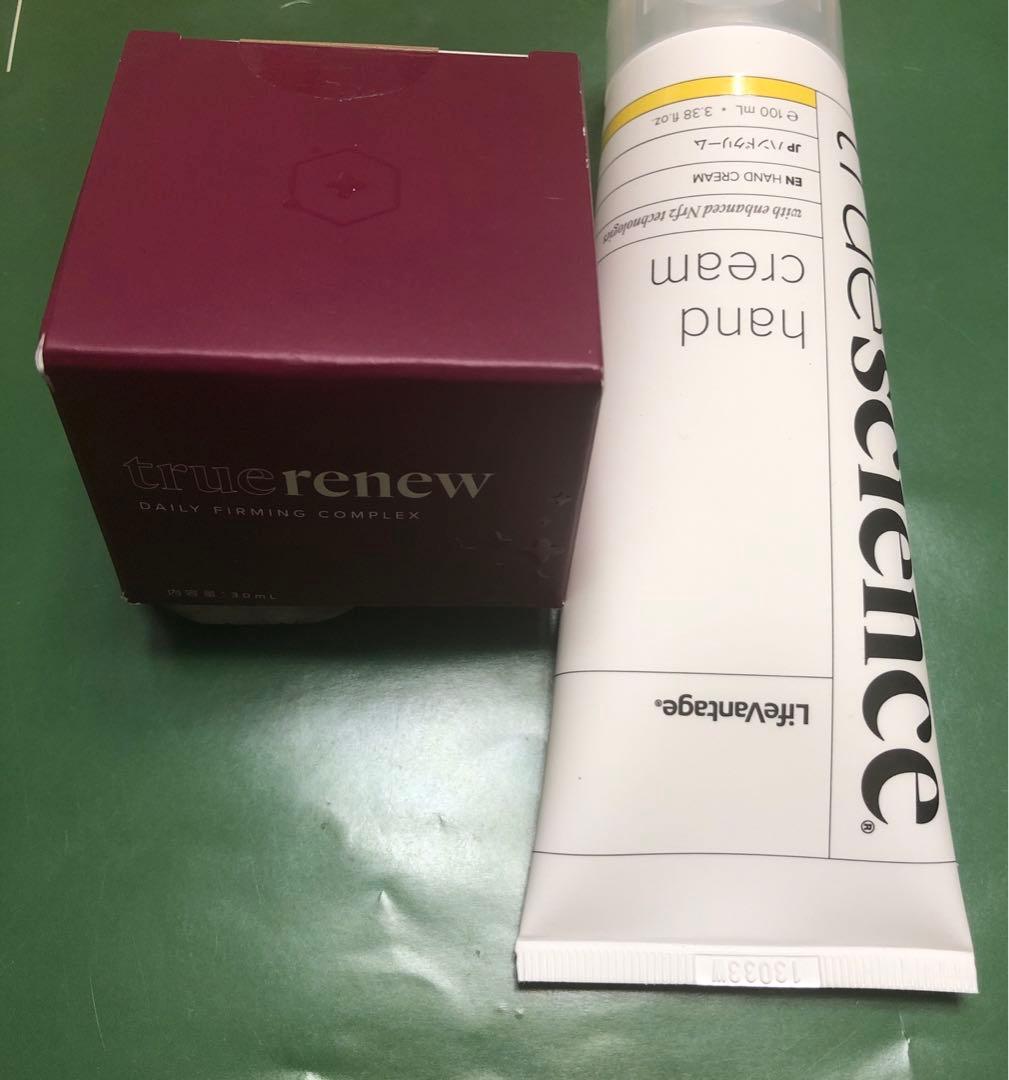 truerenew
DAILY FIRMING COMPLEX
内容量:30mL
truescience®
LifeVantage®
hand
cream
with enhanced Nrf2 technologies
EN HAND CREAM
JP ハンドクリーム
℮ 100 mL • 3.38 fl.oz.
13033W